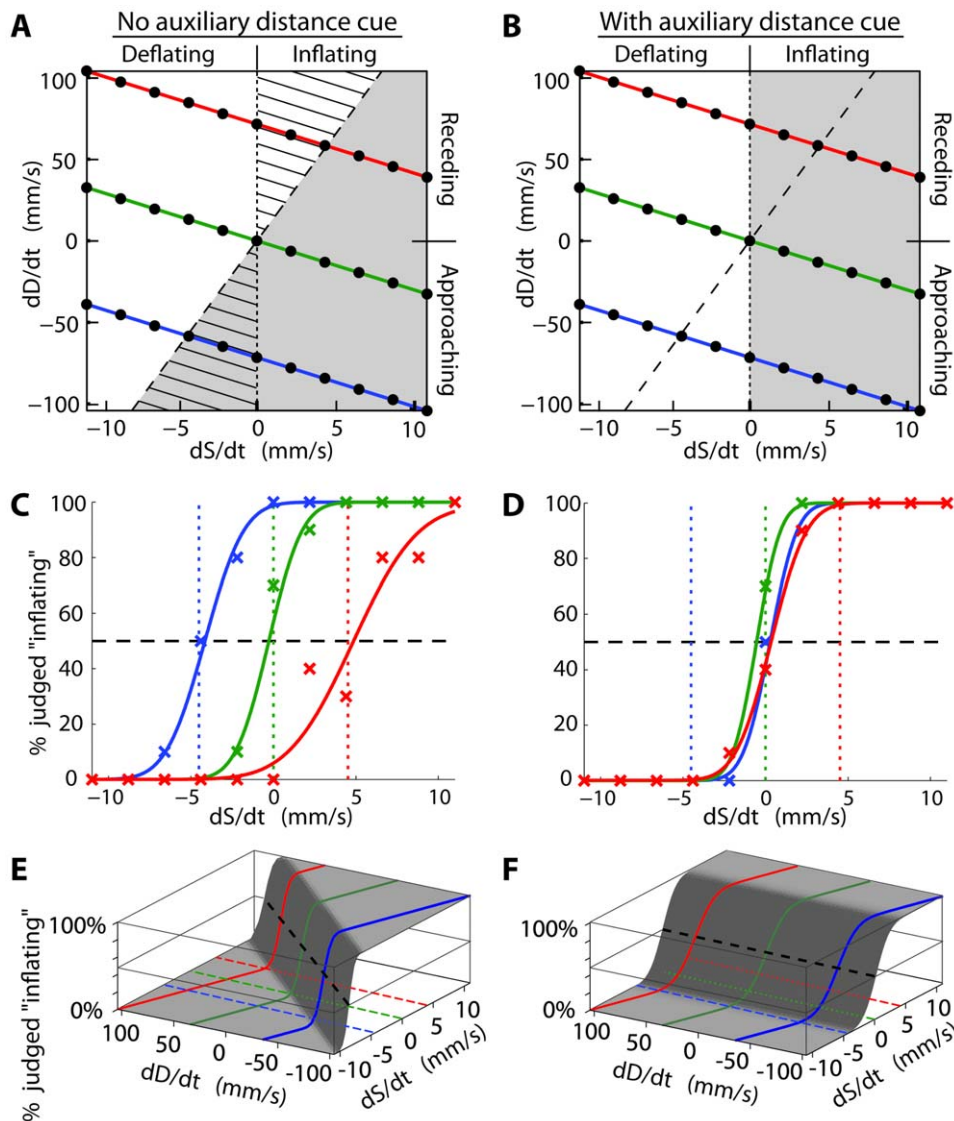 A
No auxiliary distance cue
Deflating
Inflating
100
50
0
−50
−100
dD/dt (mm/s)
Receding
Approaching
−10
−5
0
5
10
dS/dt (mm/s)
B
With auxiliary distance cue
Deflating
Inflating
100
50
0
−50
−100
dD/dt (mm/s)
Receding
Approaching
−10
−5
0
5
10
dS/dt (mm/s)
C
% judged "inflating"
100
80
60
40
20
0
−10
−5
0
5
10
dS/dt (mm/s)
D
100
80
60
40
20
0
−10
−5
0
5
10
dS/dt (mm/s)
E
% judged "inflating"
100%
0%
100
50
0
-50
-100
dD/dt (mm/s)
-10
-5
0
5
10
dS/dt (mm/s)
F
100%
0%
100
50
0
-50
-100
dD/dt (mm/s)
-10
-5
0
5
10
dS/dt (mm/s)